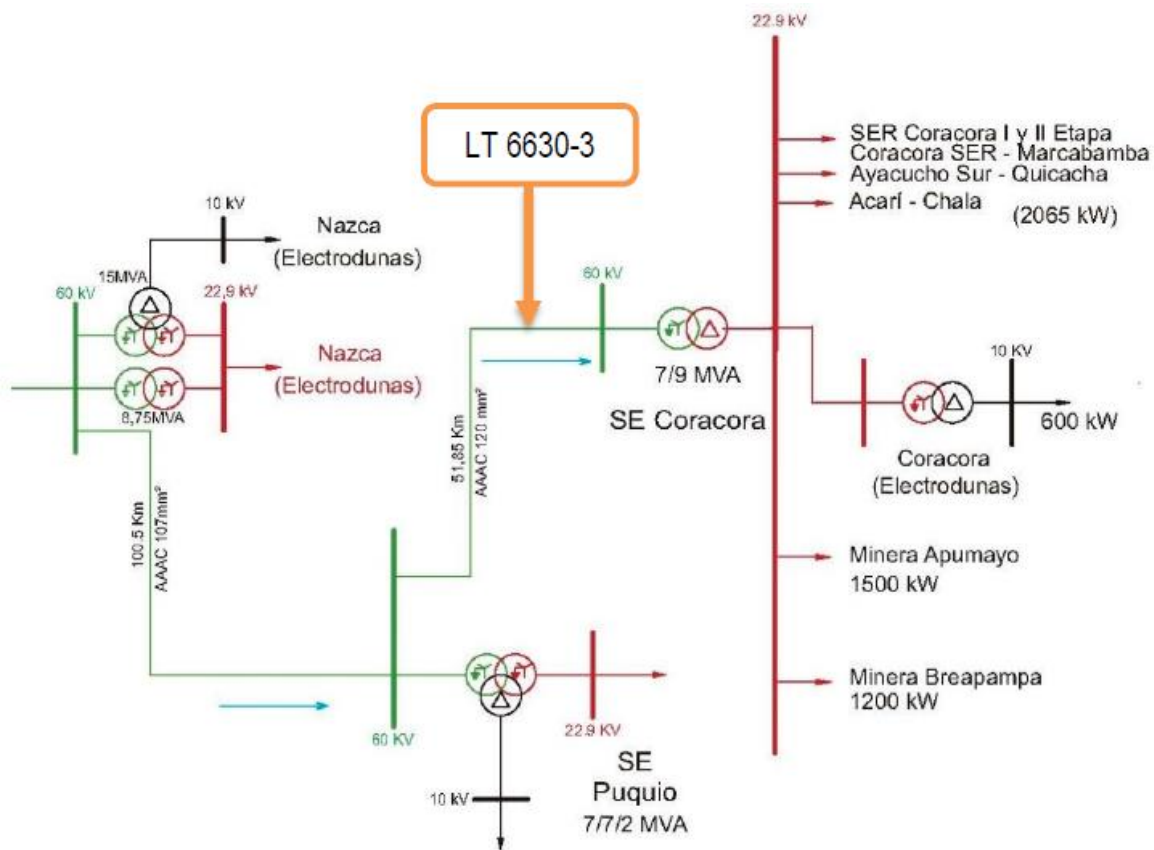 22.9 kV
LT 6630-3
SER Coracora I y II Etapa
Coracora SER - Marcabamba
Ayacucho Sur - Quicacha
Acarí - Chala
(2065 kW)
10 kV
Nazca
(Electrodunas)
15MVA
60 kV
22,9 kV
Nazca
(Electrodunas)
8,75MVA
60 kV
7/9 MVA
SE Coracora
10 KV
600 kW
Coracora
(Electrodunas)
51,85 Km
AAAC 120 mm²
100.5 Km
AAAC 107mm²
Minera Apumayo
1500 kW
Minera Breapampa
1200 kW
60 KV
22.9 KV
SE
Puquio
7/7/2 MVA
10 kV